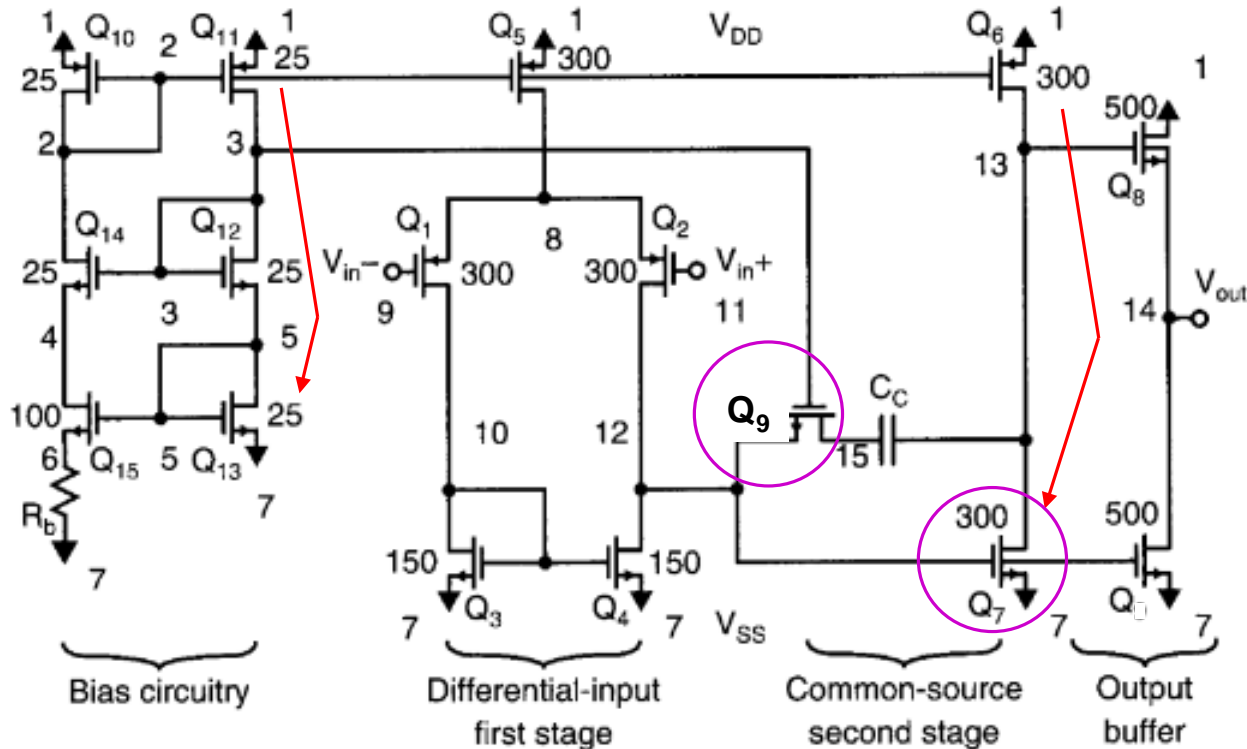 1 Q10 2 Q11 1 Q5 1 VDD Q6 1 1
25 25 300 300 500
2 3 13 Q8
Q14 Q12 Q1 8 Q2
25 25 Vin− 300 300 Vin+ Vout
4 3 5 9 11 14
100 25 10 12 Q9 CC
6 Q15 5 Q13 15
Rb 7 150 150 300 500
7 7 Q3 Q4 7 VSS Q7 7 Q 7
Bias circuitry
Differential-input
first stage
Common-source
second stage
Output
buffer